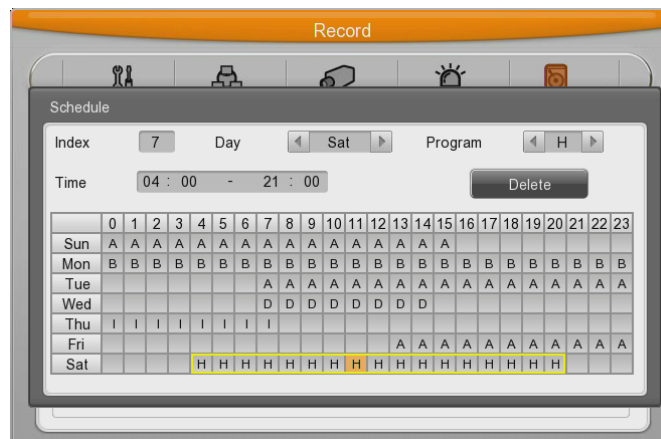 Record
Schedule
Index 7 Day Sat Program H
Time 04 : 00 - 21 : 00 Delete
0 1 2 3 4 5 6 7 8 9 10 11 12 13 14 15 16 17 18 19 20 21 22 23
Sun A A A A A A A A A A A A A A A A
Mon B B B B B B B B B B B B B B B B B B B B B B B B
Tue A A A A A A A A A A A A A A A A A
Wed D D D D D D D D
Thu I I I I I I I I
Fri A A A A A A A A A A A
Sat H H H H H H H H H H H H H H H H H